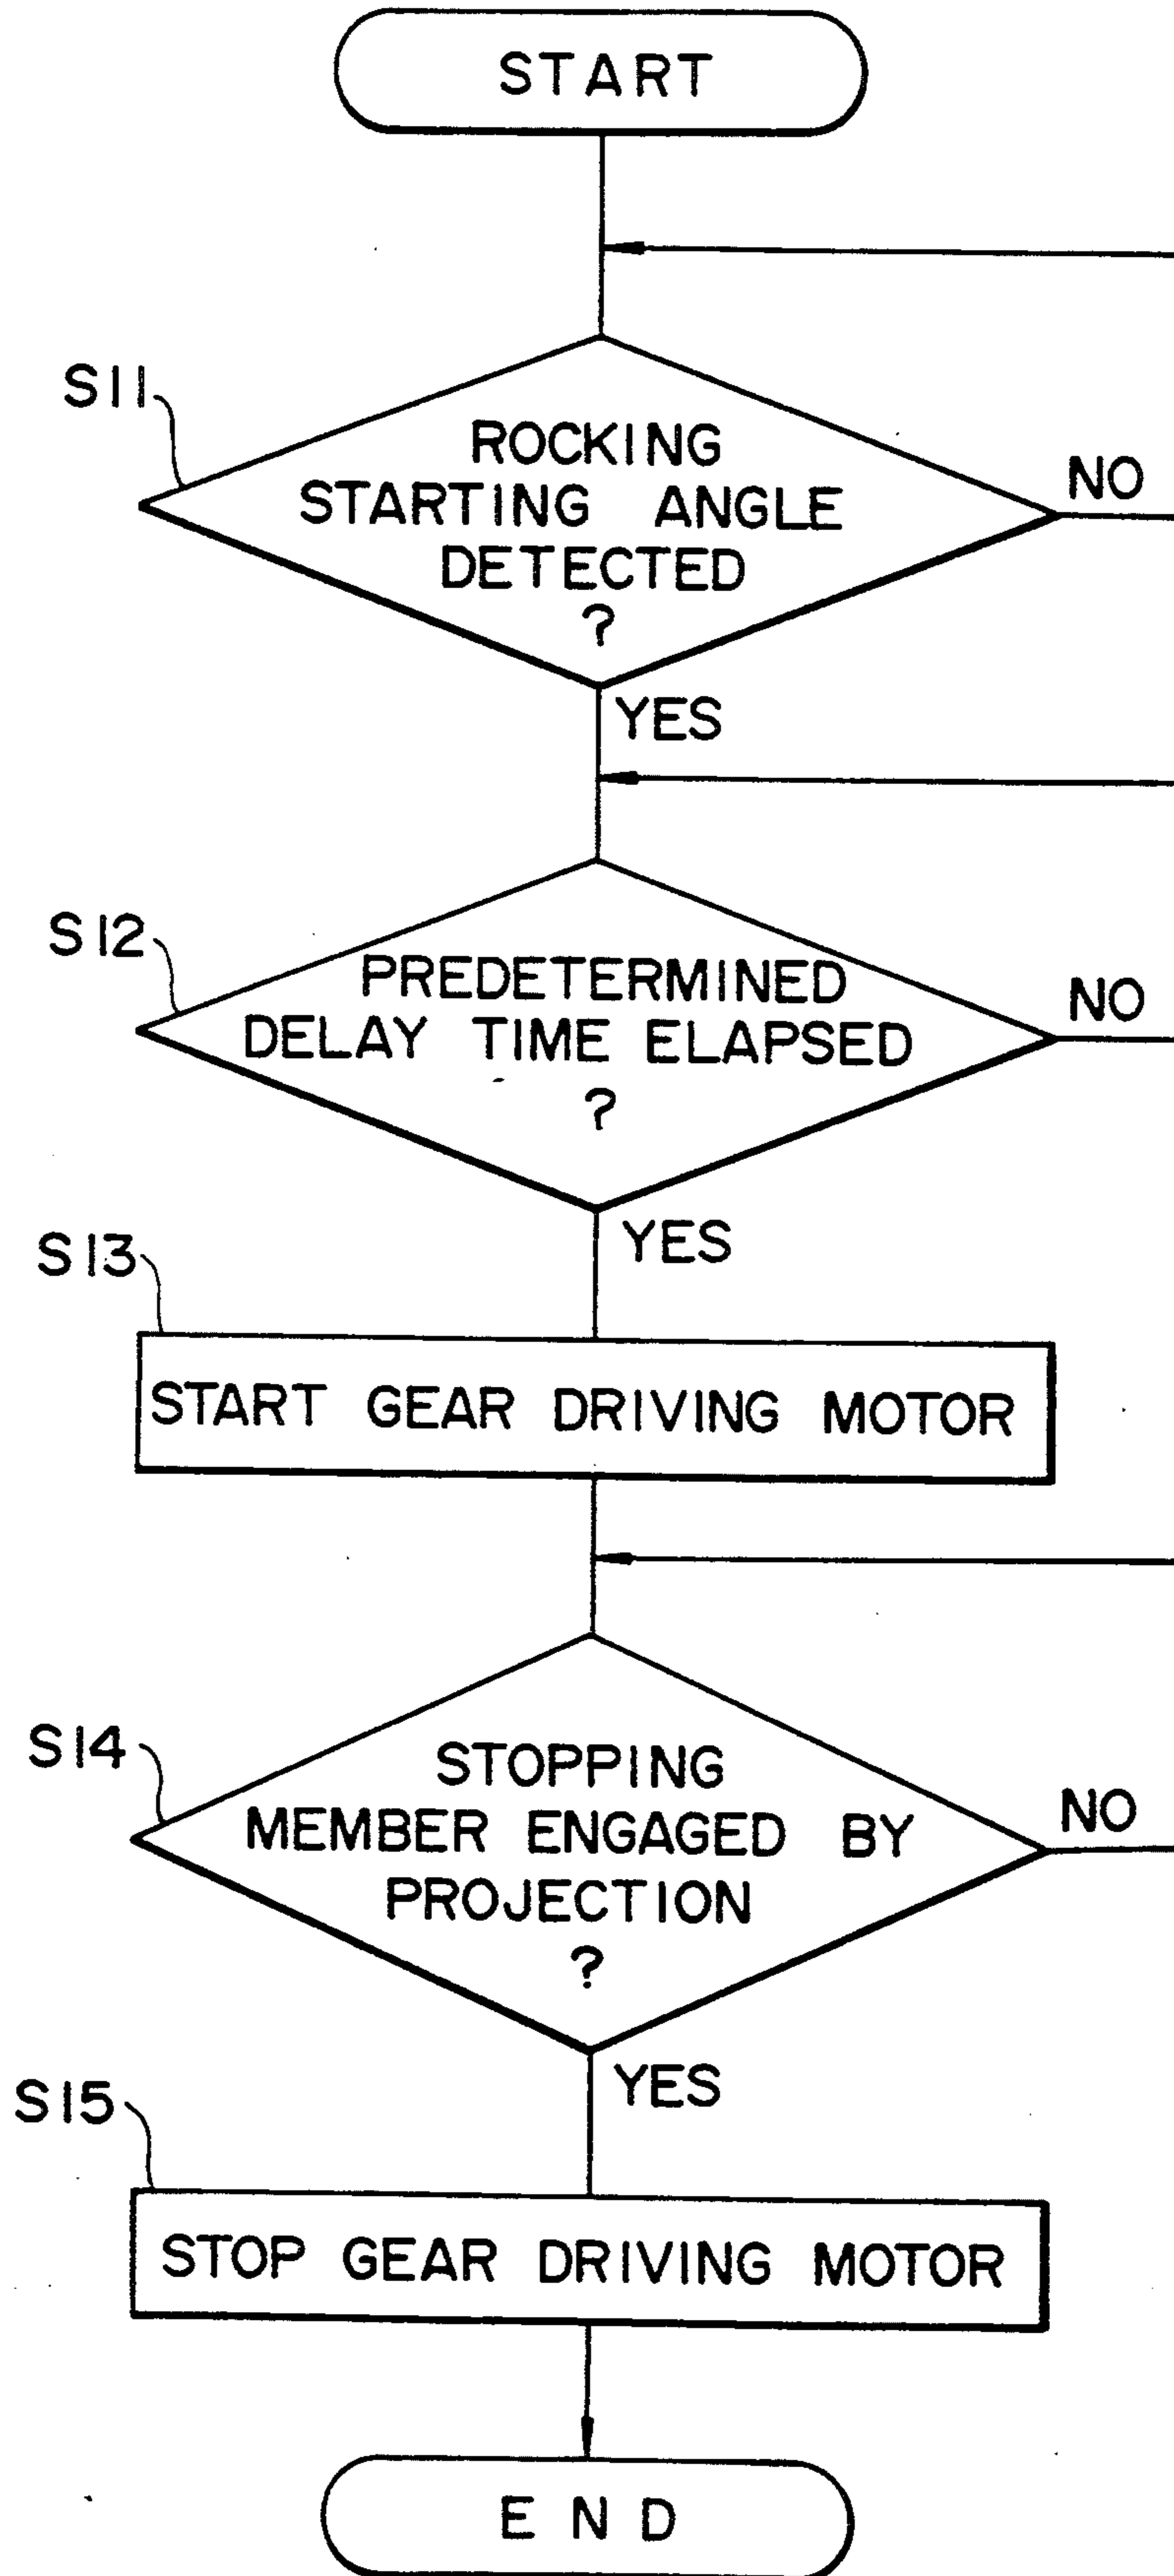 START
S11
ROCKING
STARTING ANGLE
DETECTED
?
NO
YES
S12
PREDETERMINED
DELAY TIME ELAPSED
?
NO
YES
S13
START GEAR DRIVING MOTOR
S14
STOPPING
MEMBER ENGAGED BY
PROJECTION
?
NO
YES
S15
STOP GEAR DRIVING MOTOR
END